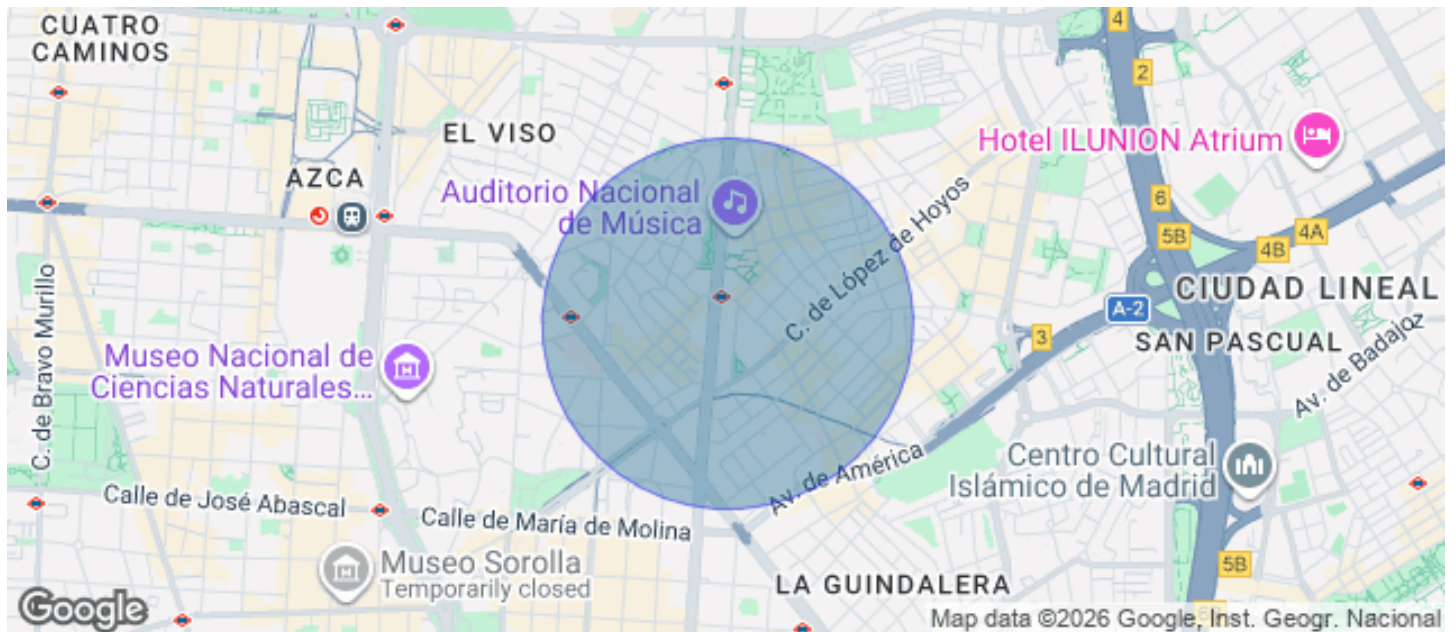 CUATRO
CAMINOS
4
2
EL VISO
Hotel ILUNION Atrium
AZCA
Auditorio Nacional
de Música
6
5B
4B
4A
C. de López de Hoyos
C. de Bravo Murillo
CIUDAD LINEAL
A-2
3
SAN PASCUAL
Museo Nacional de
Ciencias Naturales...
Av. de Badajoz
Av. de América
Centro Cultural
Islámico de Madrid
Calle de José Abascal
Calle de María de Molina
Museo Sorolla
Temporarily closed
5B
LA GUINDALERA
Google
Map data ©2026 Google, Inst. Geogr. Nacional